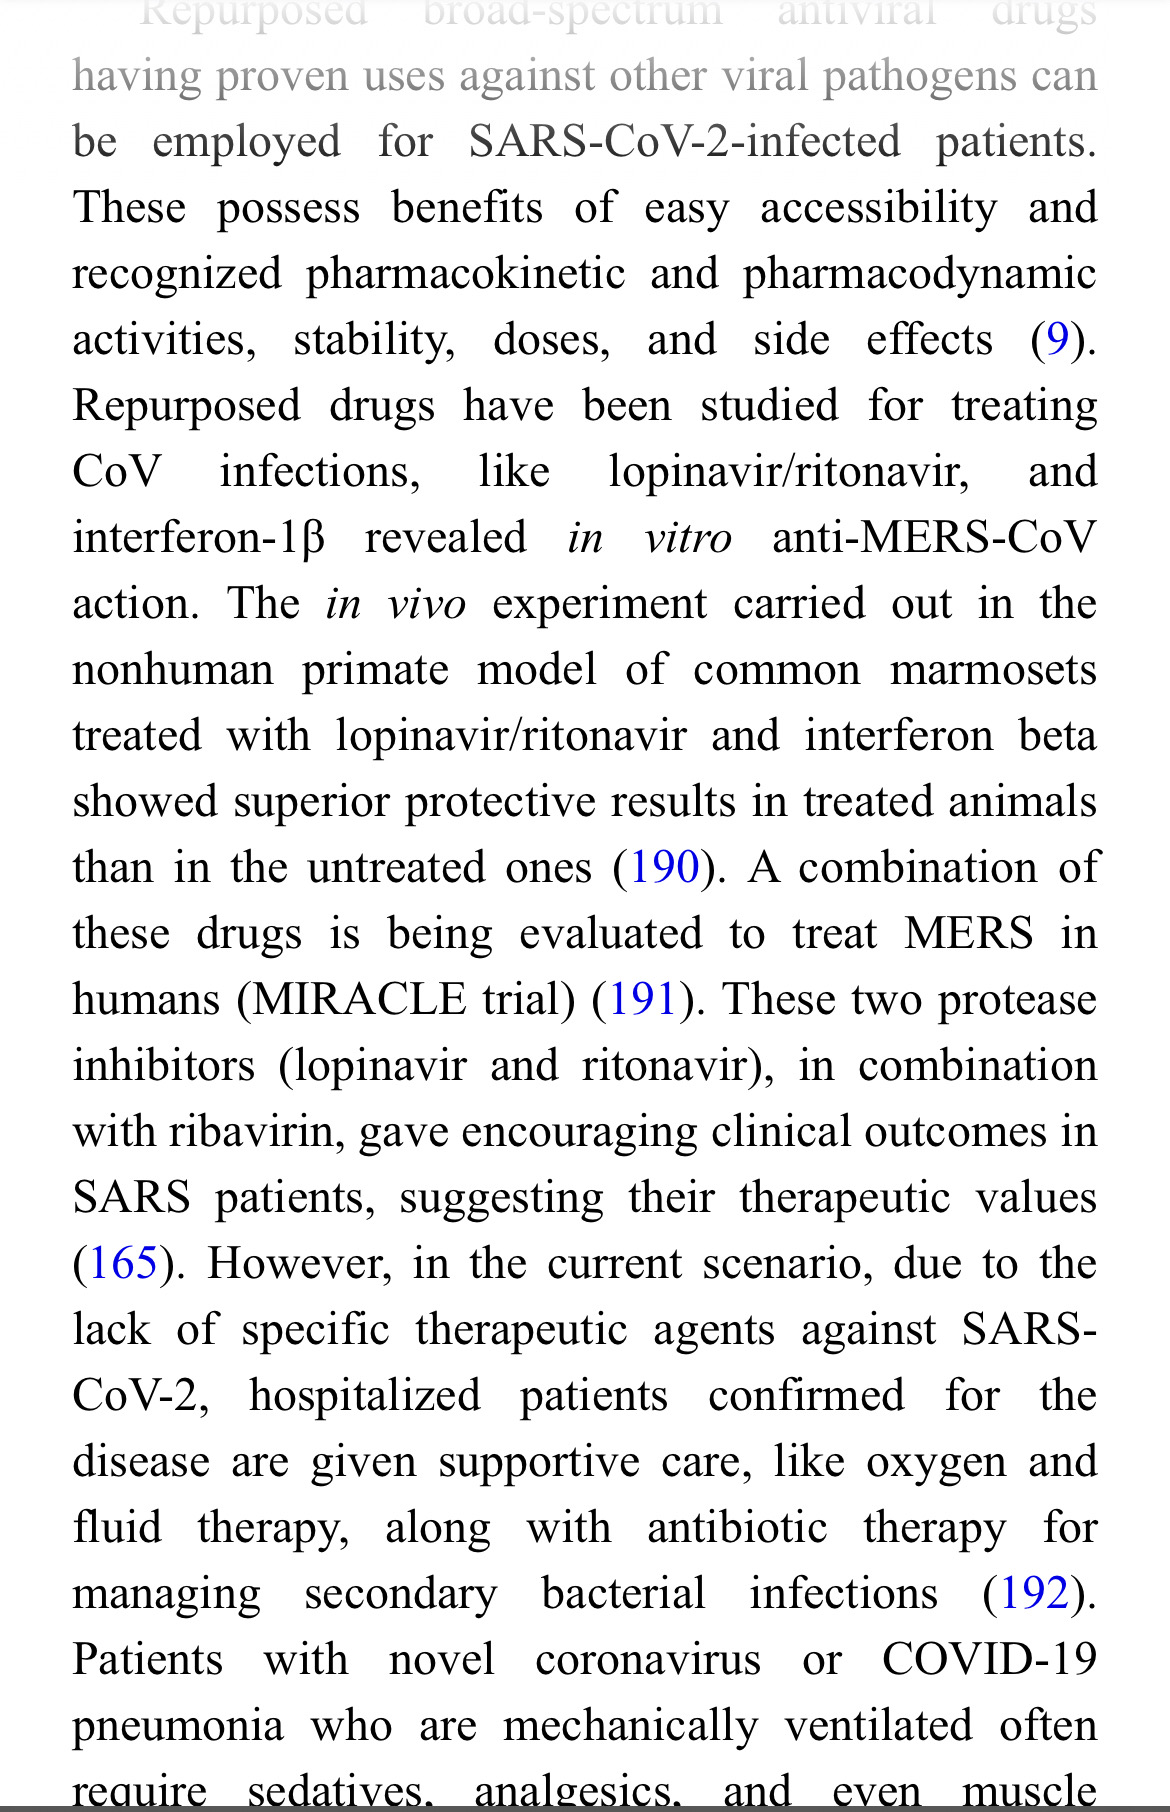 Repurposed broad-spectrum antiviral drugs
having proven uses against other viral pathogens can
be employed for SARS-CoV-2-infected patients.
These possess benefits of easy accessibility and
recognized pharmacokinetic and pharmacodynamic
activities, stability, doses, and side effects (9).
Repurposed drugs have been studied for treating
CoV infections, like lopinavir/ritonavir, and
interferon-1β revealed in vitro anti-MERS-CoV
action. The in vivo experiment carried out in the
nonhuman primate model of common marmosets
treated with lopinavir/ritonavir and interferon beta
showed superior protective results in treated animals
than in the untreated ones (190). A combination of
these drugs is being evaluated to treat MERS in
humans (MIRACLE trial) (191). These two protease
inhibitors (lopinavir and ritonavir), in combination
with ribavirin, gave encouraging clinical outcomes in
SARS patients, suggesting their therapeutic values
(165). However, in the current scenario, due to the
lack of specific therapeutic agents against SARS-
CoV-2, hospitalized patients confirmed for the
disease are given supportive care, like oxygen and
fluid therapy, along with antibiotic therapy for
managing secondary bacterial infections (192).
Patients with novel coronavirus or COVID-19
pneumonia who are mechanically ventilated often
require sedatives, analgesics, and even muscle